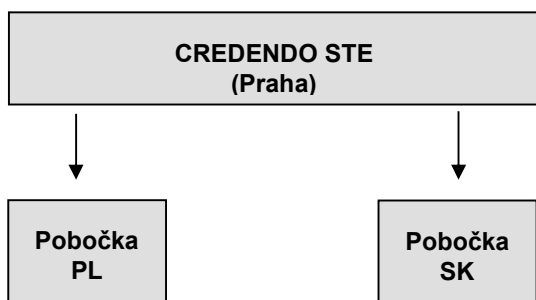 CREDENDO STE
(Praha)
Pobočka
PL
Pobočka
SK